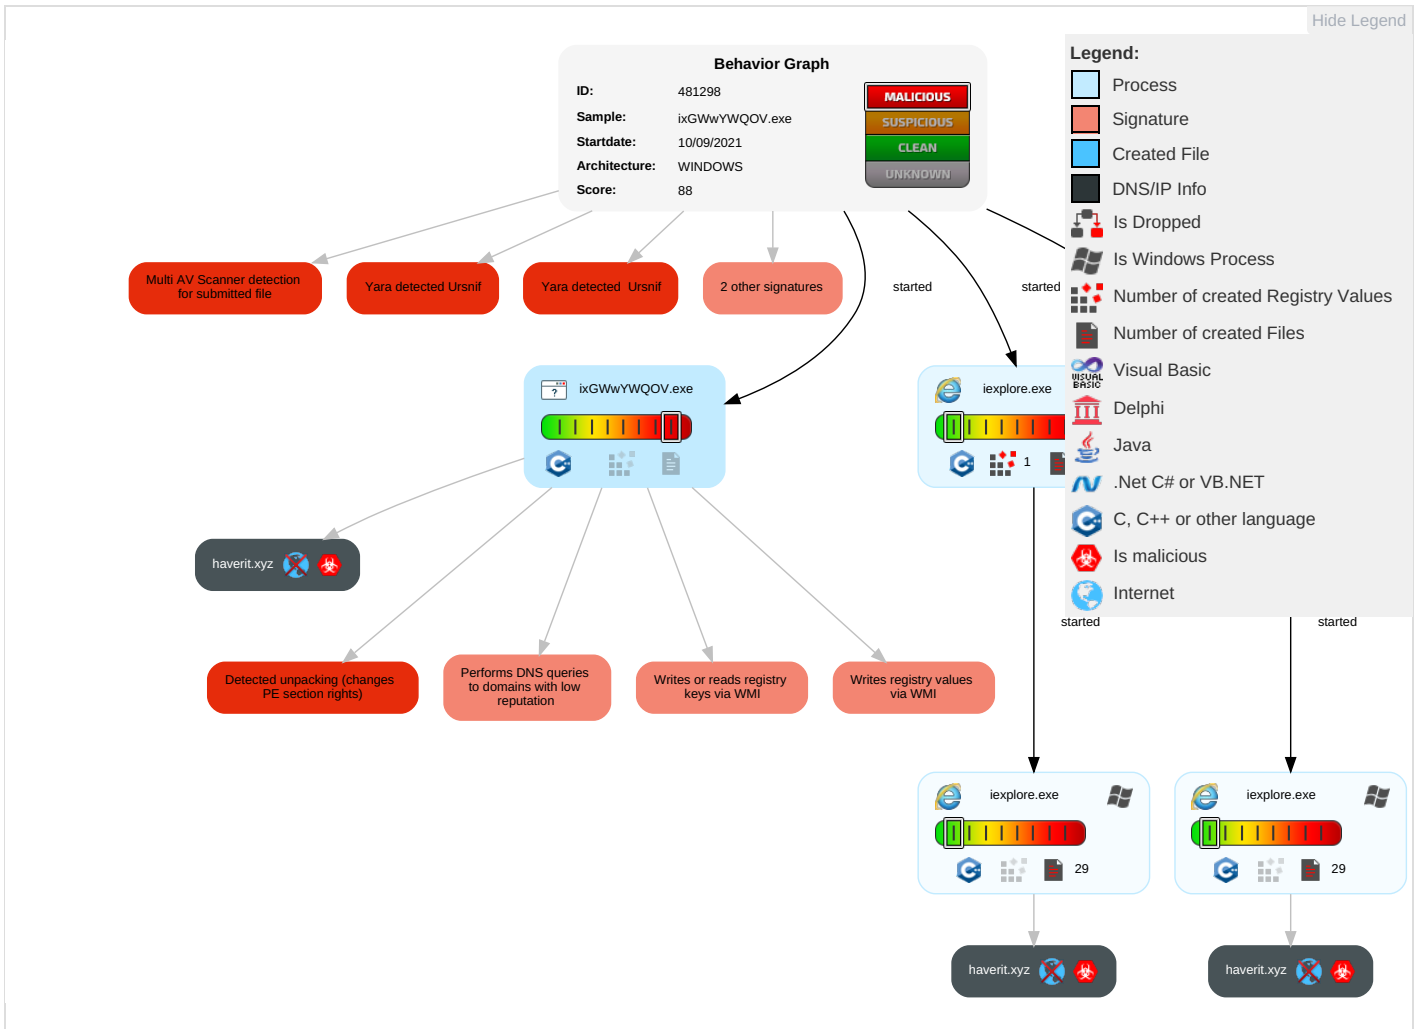 Hide Legend
Behavior Graph
ID: 481298
Sample: ixGWwYWQOV.exe
Startdate: 10/09/2021
Architecture: WINDOWS
Score: 88
MALICIOUS
SUSPICIOUS
CLEAN
UNKNOWN
Legend:
Process
Signature
Created File
DNS/IP Info
Is Dropped
Is Windows Process
Number of created Registry Values
Number of created Files
VISUAL
BASIC
Visual Basic
Delphi
Java
.Net C# or VB.NET
C, C++ or other language
Is malicious
Internet
Multi AV Scanner detection
for submitted file
Yara detected Ursnif
Yara detected  Ursnif
2 other signatures
started
started
ixGWwYWQOV.exe
?
iexplore.exe
1
haverit.xyz
started
started
Detected unpacking (changes
PE section rights)
Performs DNS queries
to domains with low
reputation
Writes or reads registry
keys via WMI
Writes registry values
via WMI
iexplore.exe
29
iexplore.exe
29
haverit.xyz
haverit.xyz